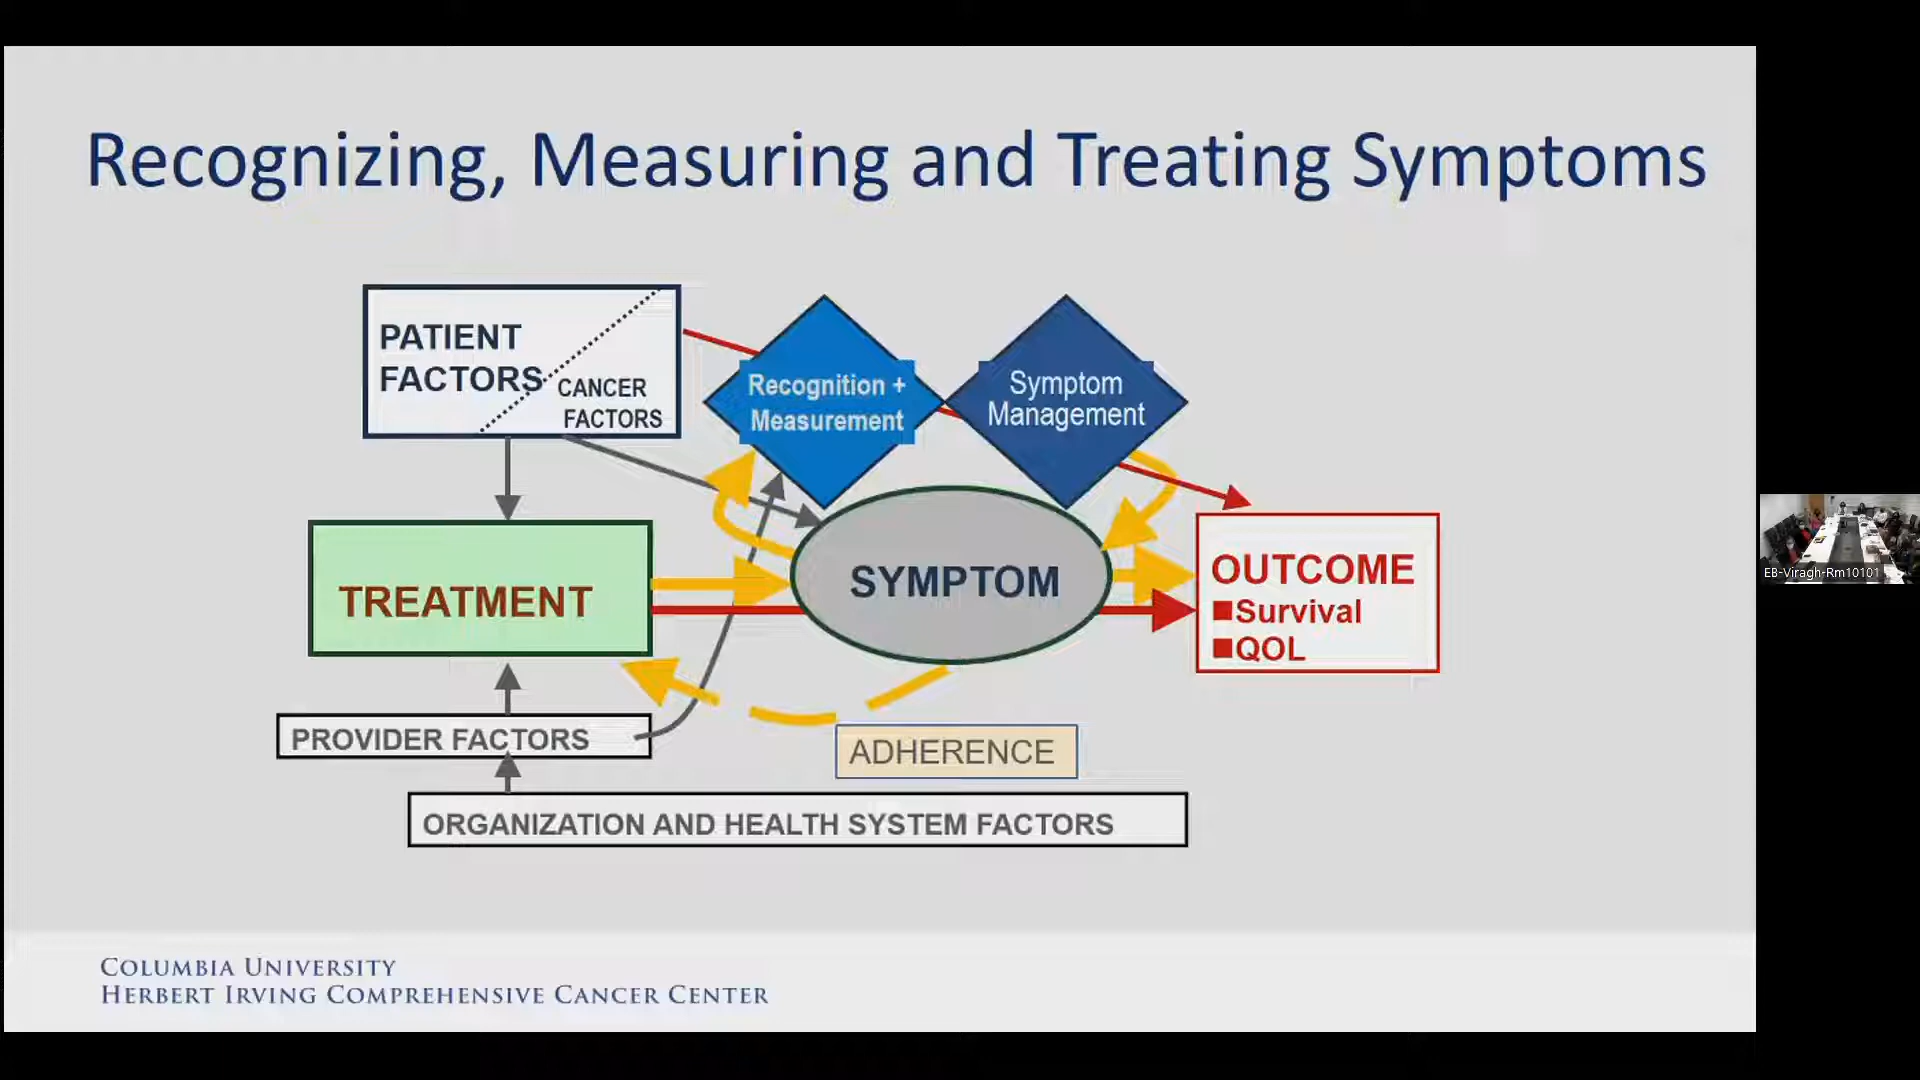 Recognizing, Measuring and Treating Symptoms
PATIENT
FACTORS
CANCER
FACTORS
Recognition +
Measurement
Symptom
Management
TREATMENT
SYMPTOM
OUTCOME
■Survival
■QOL
EB-Viragh-Rm10101
PROVIDER FACTORS
ADHERENCE
ORGANIZATION AND HEALTH SYSTEM FACTORS
COLUMBIA UNIVERSITY
HERBERT IRVING COMPREHENSIVE CANCER CENTER